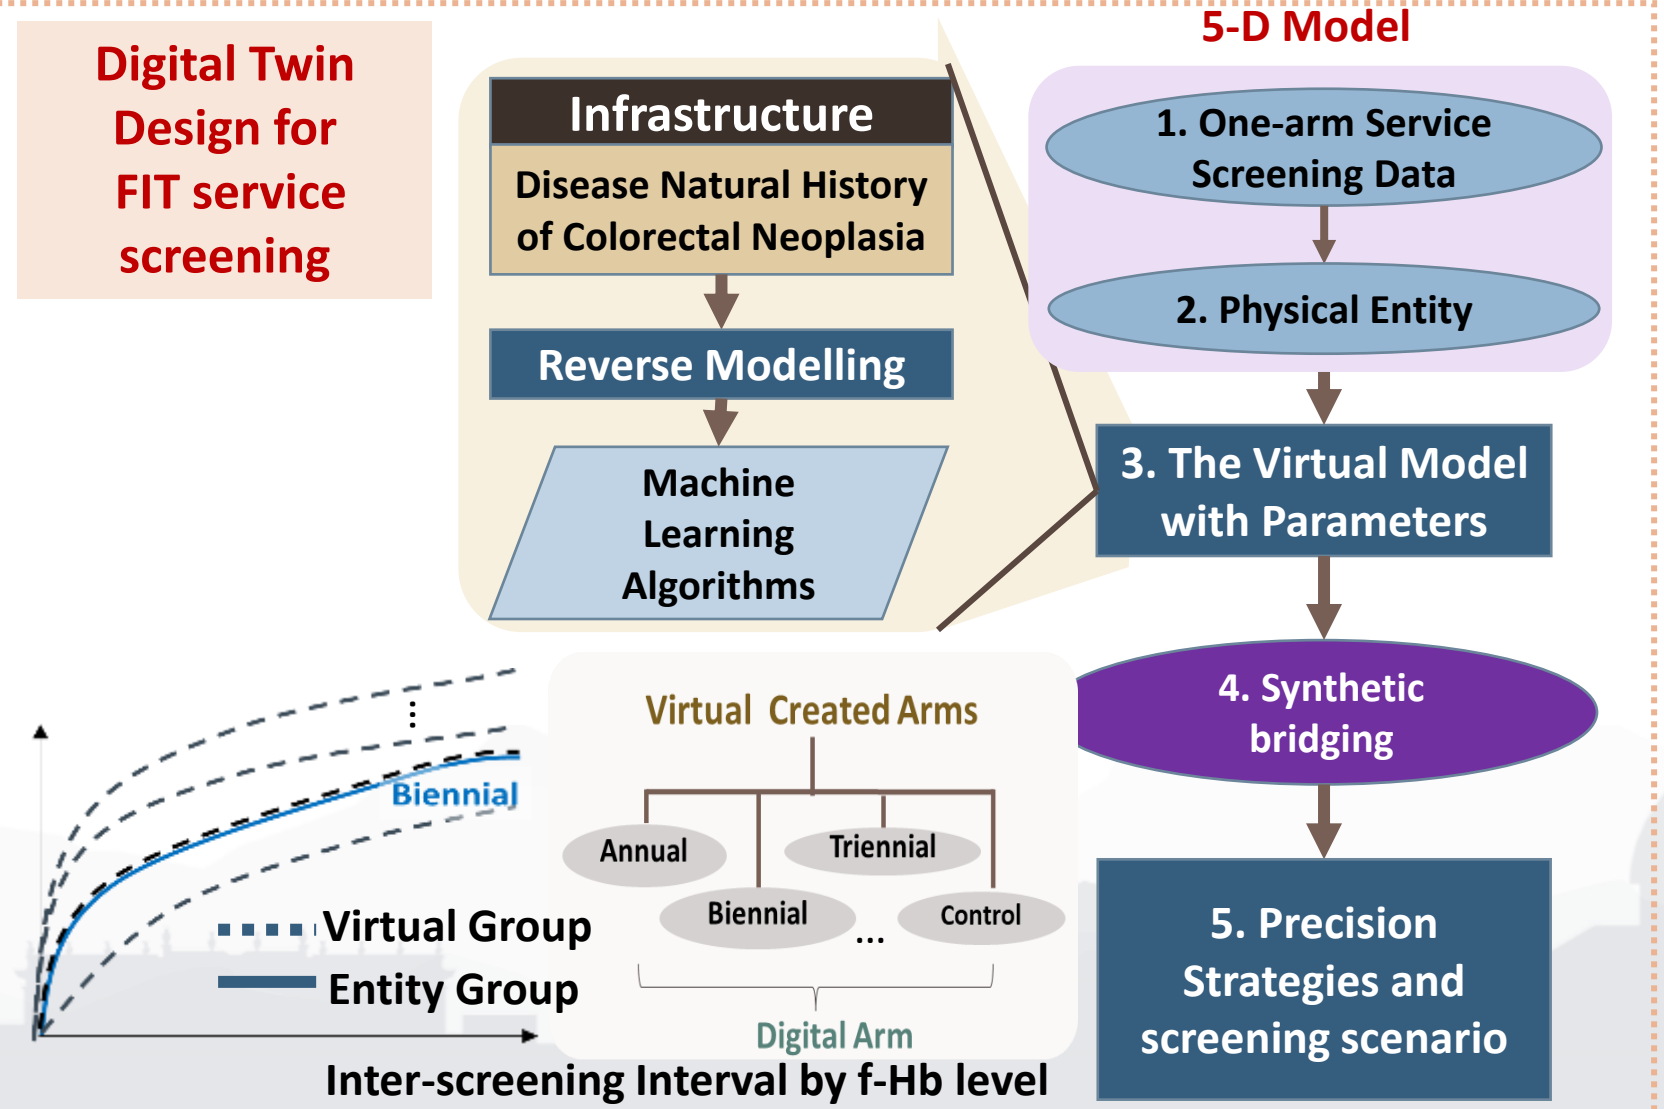 Digital Twin
Design for
FIT service
screening
Infrastructure
Disease Natural History
of Colorectal Neoplasia
Reverse Modelling
Machine
Learning
Algorithms
5-D Model
1. One-arm Service
Screening Data
2. Physical Entity
3. The Virtual Model
with Parameters
4. Synthetic
bridging
5. Precision
Strategies and
screening scenario
⋮
Biennial
Virtual Group
Entity Group
Virtual Created Arms
Annual
Triennial
Biennial
...
Control
Digital Arm
Inter-screening Interval by f-Hb level